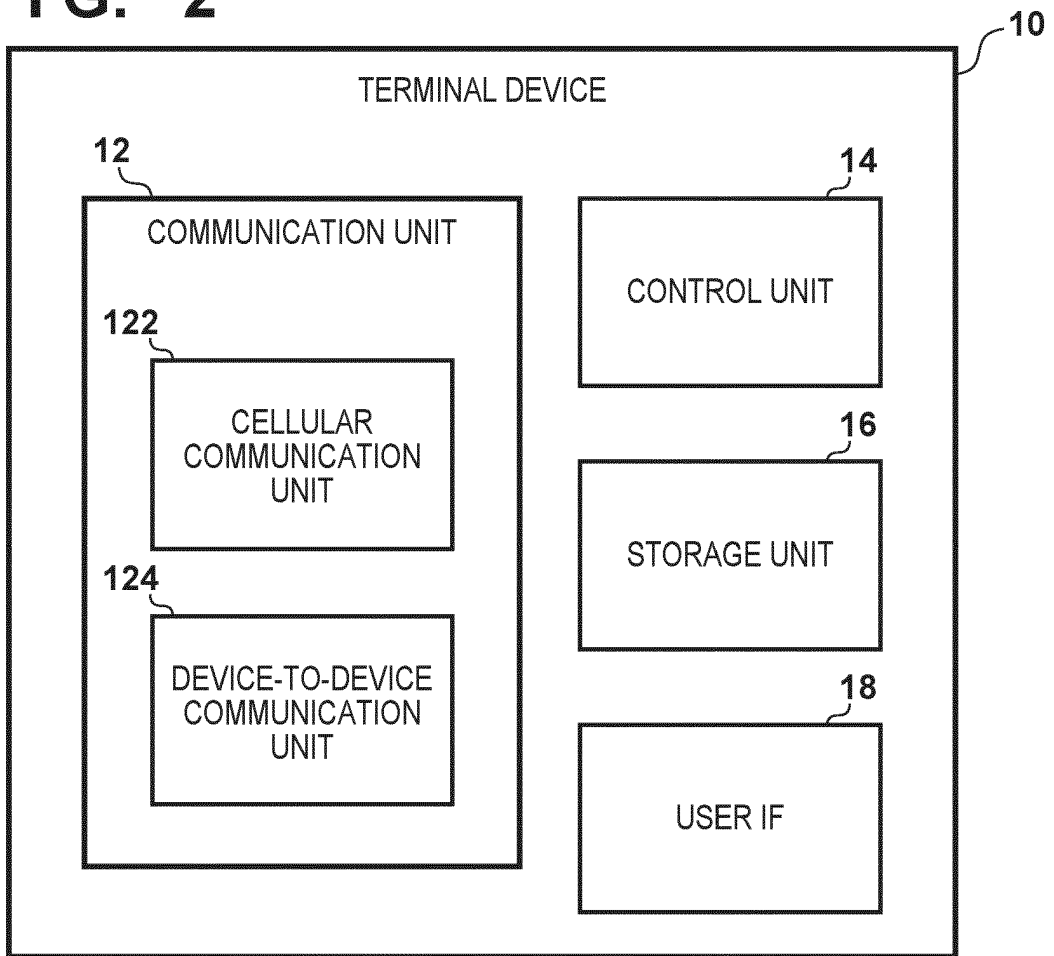 FG. 2
10
TERMINAL DEVICE
12
COMMUNICATION UNIT
122
CELLULAR
COMMUNICATION
UNIT
124
DEVICE-TO-DEVICE
COMMUNICATION
UNIT
14
CONTROL UNIT
16
STORAGE UNIT
18
USER IF